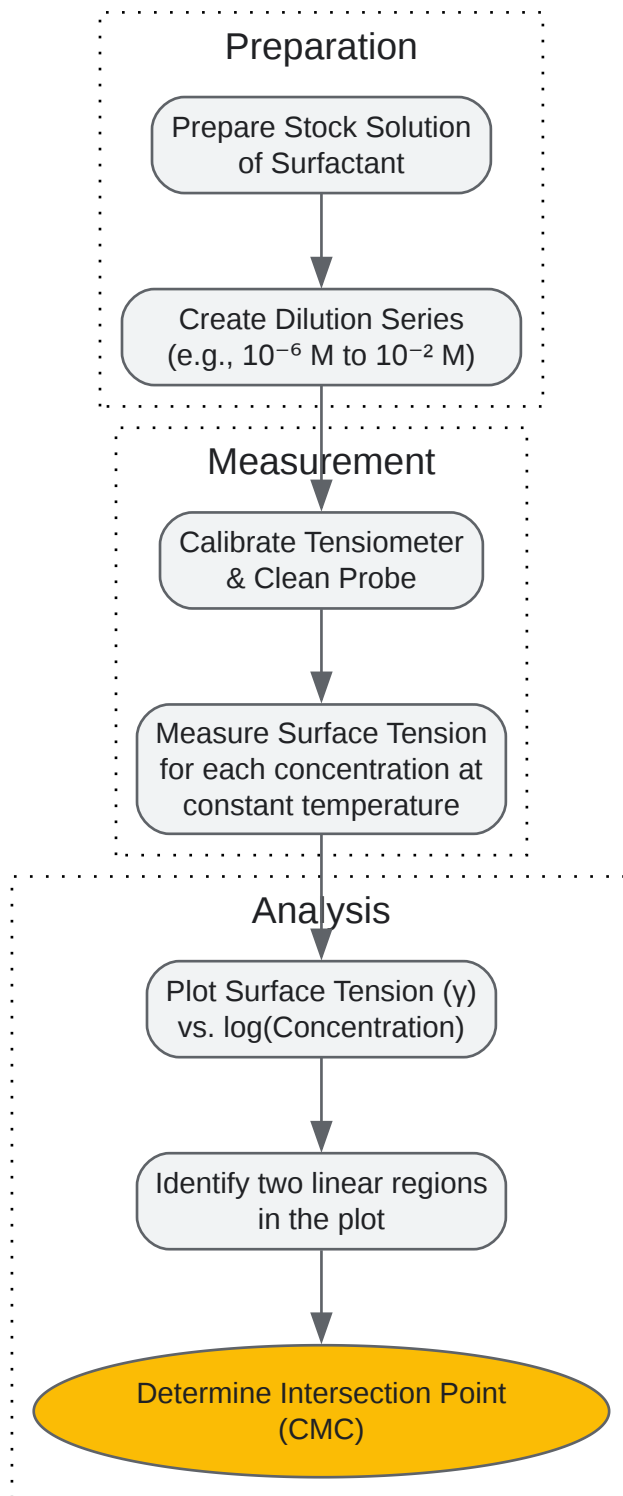 Preparation
Prepare Stock Solution
of Surfactant
Create Dilution Series
(e.g., 10⁻⁶ M to 10⁻² M)
Measurement
Calibrate Tensiometer
& Clean Probe
Measure Surface Tension
for each concentration at
constant temperature
Analysis
Plot Surface Tension (γ)
vs. log(Concentration)
Identify two linear regions
in the plot
Determine Intersection Point
(CMC)